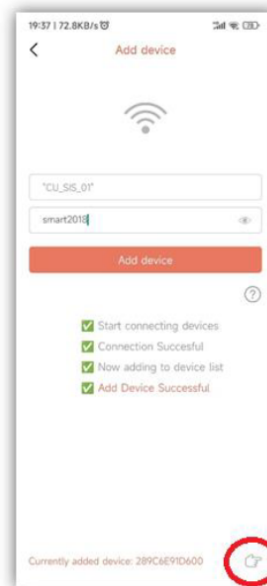 19:37 | 72.8KB/s
Add device
"CU_SIS_01"
smart2018
Add device
Start connecting devices
Connection Succesful
Now adding to device list
Add Device Successful
Currently added device: 289C6E91D600